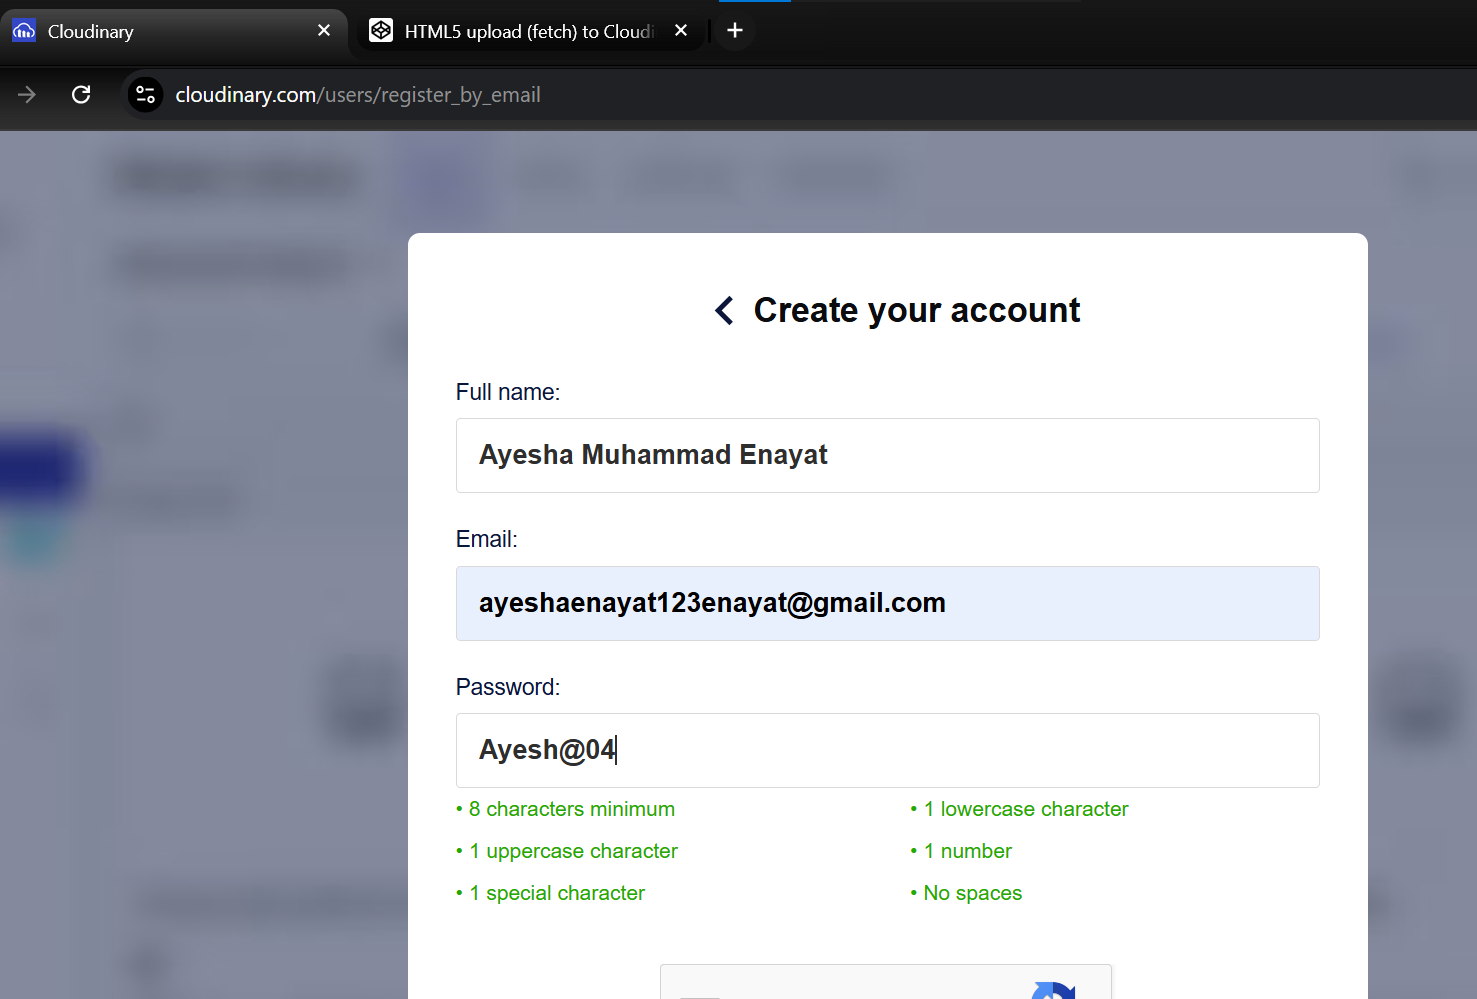 Cloudinary
HTML5 upload (fetch) to Cloudi
cloudinary.com/users/register_by_email
Create your account
Full name:
Ayesha Muhammad Enayat
Email:
ayeshaenayat123enayat@gmail.com
Password:
Ayesh@04
• 8 characters minimum
• 1 lowercase character
• 1 uppercase character
• 1 number
• 1 special character
• No spaces